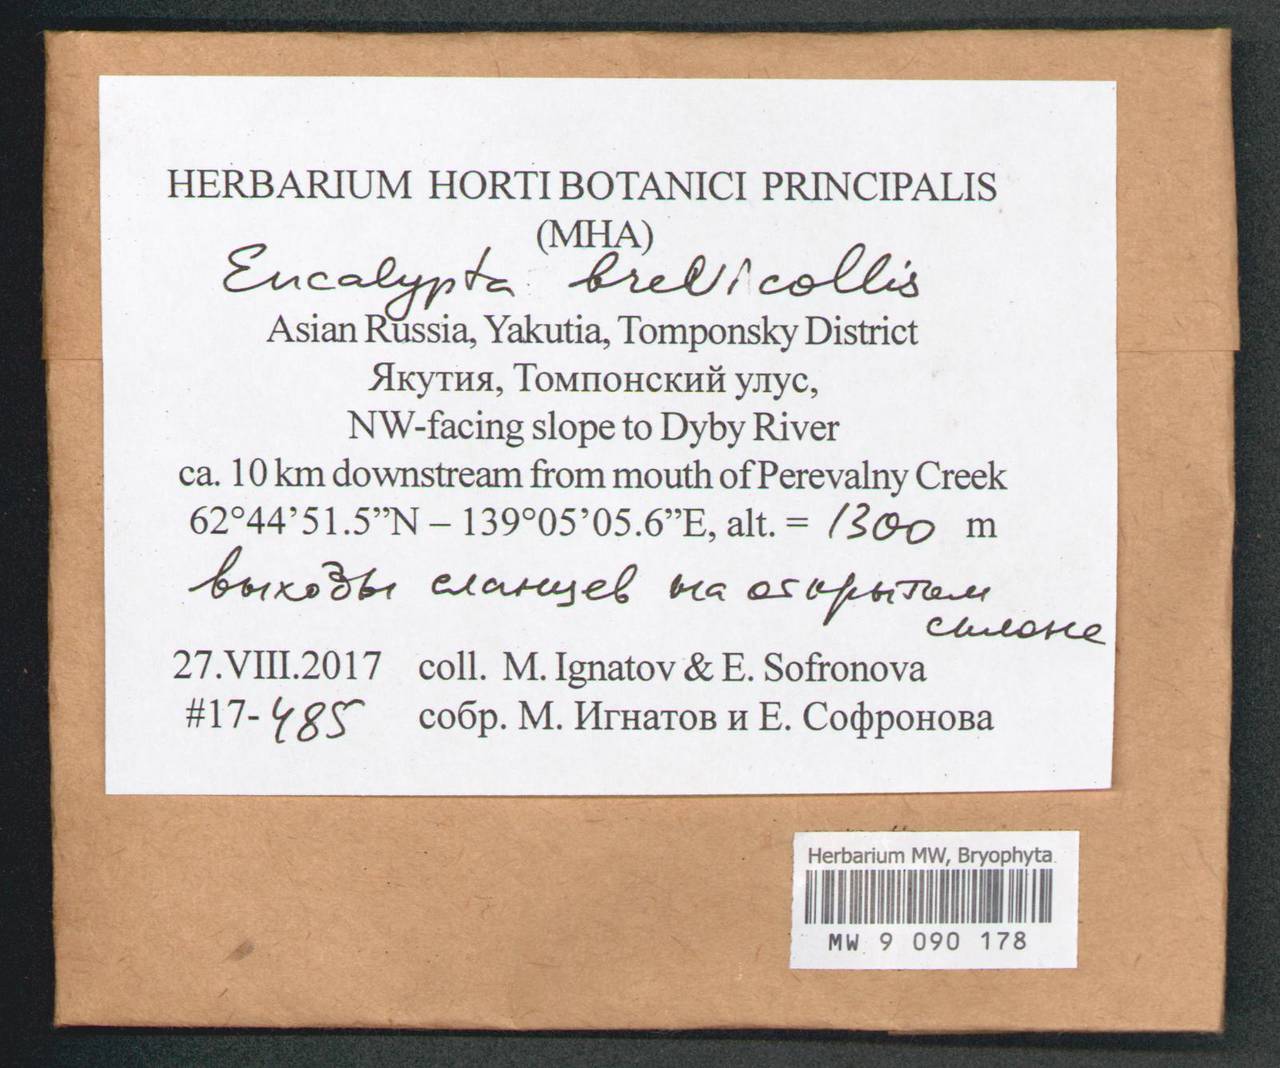 HERBARIUM HORTI BOTANICI PRINCIPALIS
(MHA)
Encalypta brevicollis
Asian Russia, Yakutia, Tomponsky District
Якутия, Томпонский улус,
NW-facing slope to Dyby River
ca. 10 km downstream from mouth of Perevalny Creek
62°44’51.5”N – 139°05’05.6”E, alt. = 1300 m
выходы сланцев на открытом
склоне
27.VIII.2017 coll. M. Ignatov & E. Sofronova
#17-485 собр. М. Игнатов и Е. Софронова
Herbarium MW, Bryophyta
MW 9 090 178